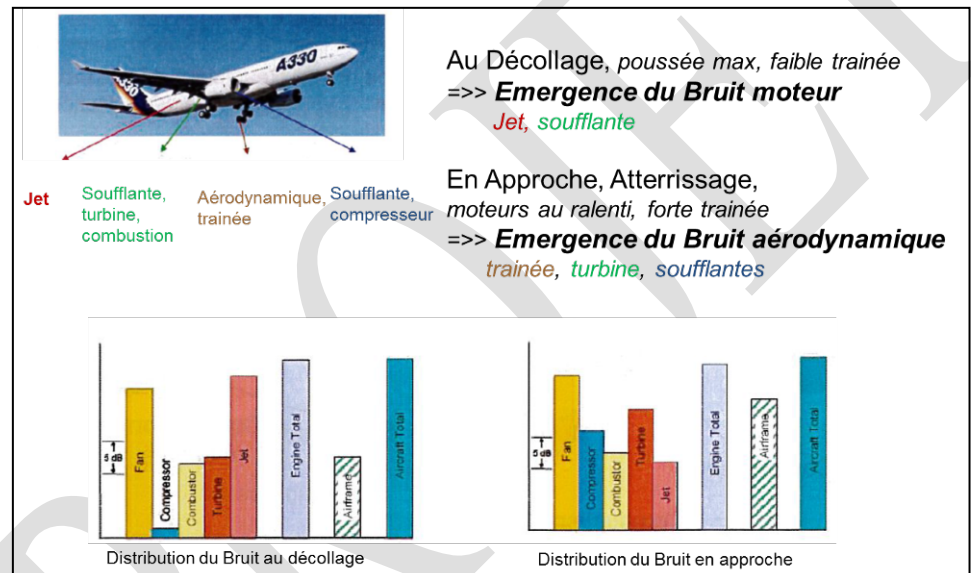 A330
Au Décollage, poussée max, faible trainée
=>> Emergence du Bruit moteur
Jet, soufflante
Jet
Soufflante,
turbine,
combustion
Aérodynamique,
trainée
Soufflante,
compresseur
En Approche, Atterrissage,
moteurs au ralenti, forte trainée
=>> Emergence du Bruit aérodynamique
trainée, turbine, soufflantes
5 dB
Fan
Compressor
Combustor
Turbine
Jet
Engine Total
Airframe
Aircraft Total
Distribution du Bruit au décollage
5 dB
Fan
Compressor
Combustor
Turbine
Jet
Engine Total
Airframe
Aircraft Total
Distribution du Bruit en approche